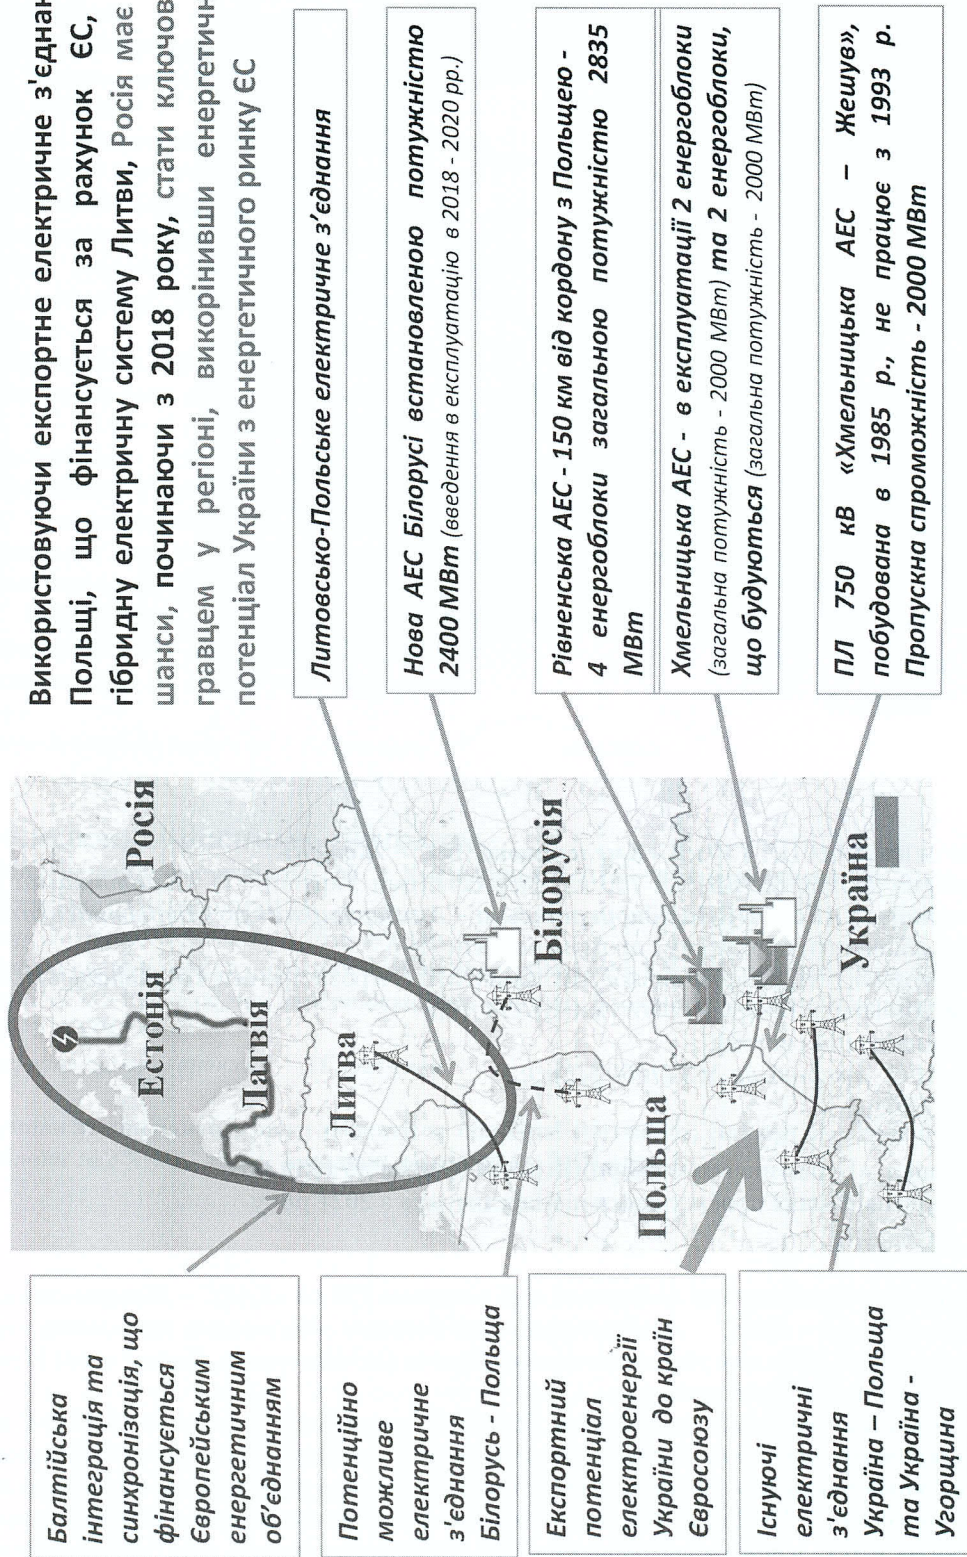 Використовуючи експортне електричне з'єднан
Польщі, що фінансується за рахунок ЄС,
гібридну електричну систему Литви, Росія має
шанси, починаючи з 2018 року, стати ключов
гравцем у регіоні, викорінивши енергетичн
потенціал України з енергетичного ринку ЄС
Балтійська
інтеграція та
синхронізація, що
фінансується
Європейським
енергетичним
об'єднанням
Потенційно
можливе
електричне
з'єднання
Білорусь - Польща
Експортний
потенціал
електроенергії
України до країн
Євросоюзу
Існуючі
електричні
з'єднання
Україна – Польща
та Україна -
Угорщина
Росія
Естонія
Латвія
Литва
Білорусія
Польща
Україна
Литовсько-Польське електричне з'єднання
Нова АЕС Білорусі встановленою потужністю
2400 МВт (введення в експлуатацію в 2018 - 2020 рр.)
Рівненська АЕС - 150 км від кордону з Польщею -
4 енергоблоки загальною потужністю 2835
МВт
Хмельницька АЕС - в експлуатації 2 енергоблоки
(загальна потужність - 2000 МВт) та 2 енергоблоки,
що будуються (загальна потужність - 2000 МВт)
ПЛ 750 кВ «Хмельницька АЕС – Жешув»,
побудована в 1985 р., не працює з 1993 р.
Пропускна спроможність - 2000 МВт